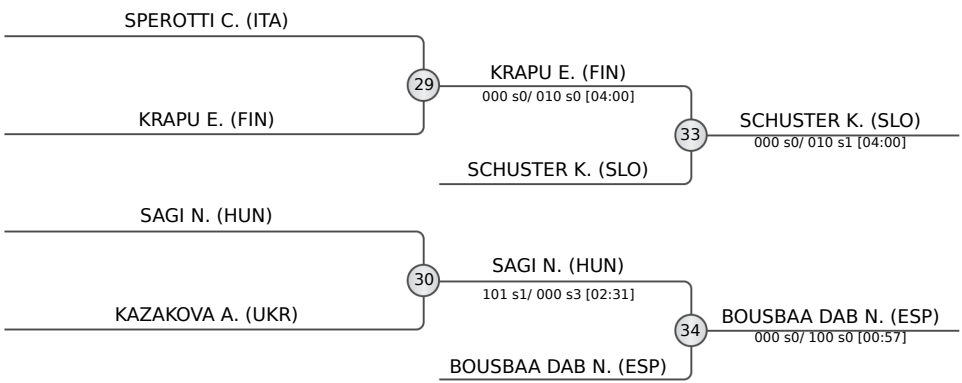 SPEROTTI C. (ITA)
29
KRAPU E. (FIN)
KRAPU E. (FIN)
000 s0/ 010 s0 [04:00]
33
SCHUSTER K. (SLO)
SCHUSTER K. (SLO)
000 s0/ 010 s1 [04:00]
SAGI N. (HUN)
30
KAZAKOVA A. (UKR)
SAGI N. (HUN)
101 s1/ 000 s3 [02:31]
34
BOUSBAA DAB N. (ESP)
BOUSBAA DAB N. (ESP)
000 s0/ 100 s0 [00:57]